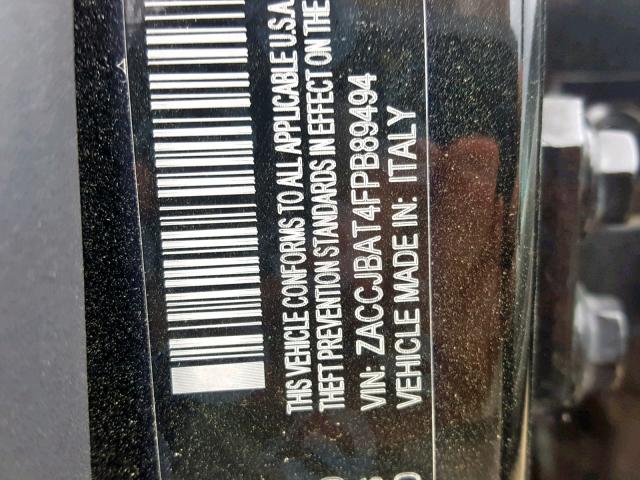 THIS VEHICLE CONFORMS TO ALL APPLICABLE U.S.A.
THEFT PREVENTION STANDARDS IN EFFECT ON THE
VIN: ZACCJBAT4FPB89494
VEHICLE MADE IN: ITALY